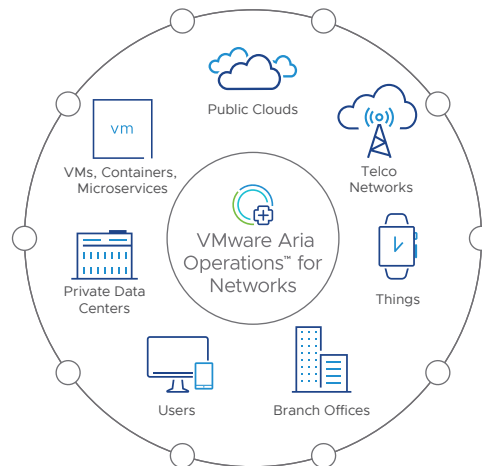 Public Clouds
vm
VMs, Containers,
Microservices
Telco
Networks
VMware Aria
Operations™ for
Networks
Private Data
Centers
Things
Users
Branch Offices